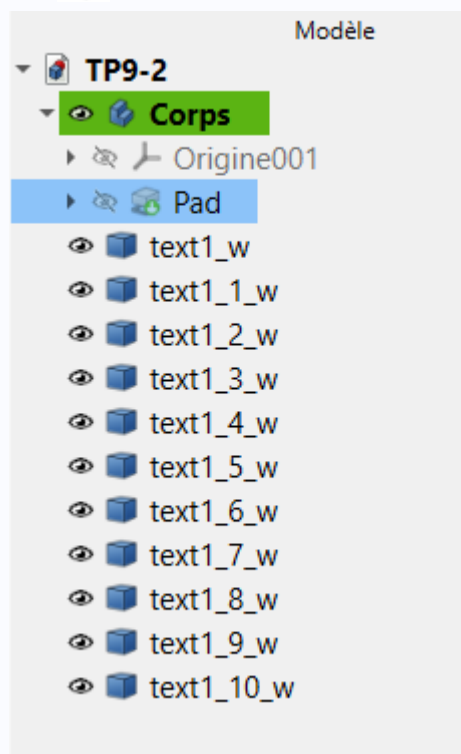 Modèle
TP9-2
Corps
Origine001
Pad
text1_w
text1_1_w
text1_2_w
text1_3_w
text1_4_w
text1_5_w
text1_6_w
text1_7_w
text1_8_w
text1_9_w
text1_10_w